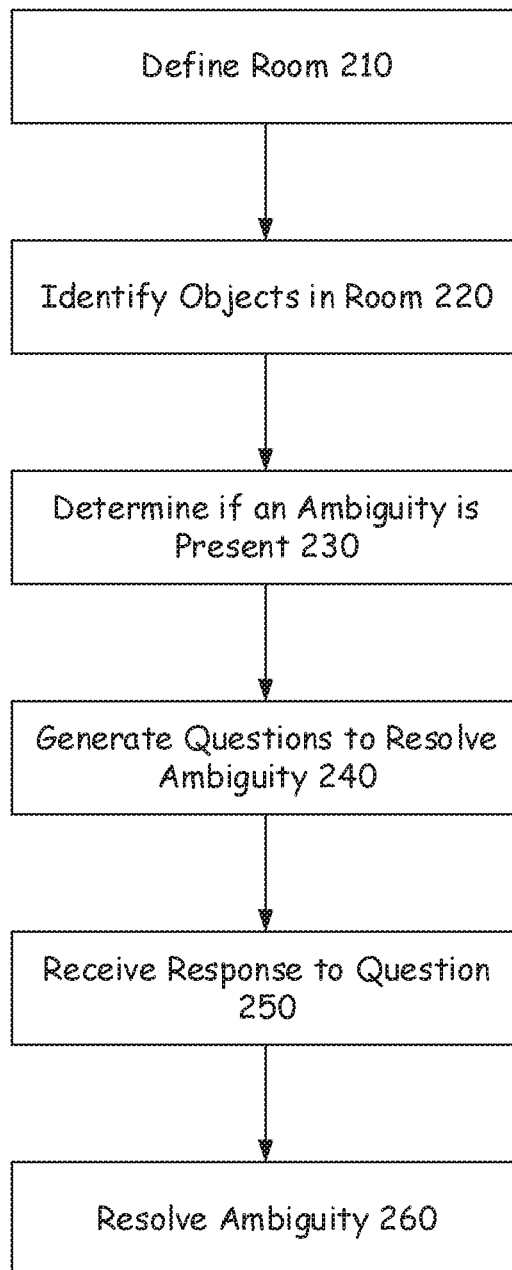 Define Room 210
Identify Objects in Room 220
Determine if an Ambiguity is
Present 230
Generate Questions to Resolve
Ambiguity 240
Receive Response to Question
250
Resolve Ambiguity 260